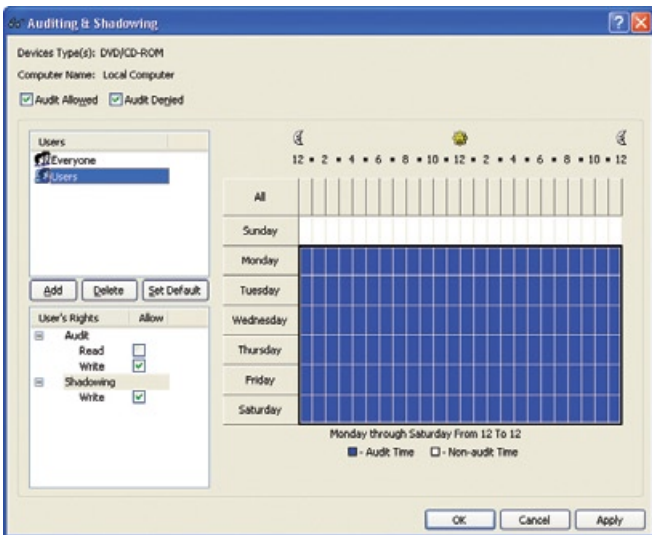 Auditing & Shadowing
Devices Type(s): DVD/CD-ROM
Computer Name: Local Computer
Audit Allowed Audit Denied
Users
Everyone
Users
Add Delete Set Default
User's Rights Allow
Audit
Read
Write
Shadowing
Write
12 • 2 • 4 • 6 • 8 • 10 • 12 • 2 • 4 • 6 • 8 • 10 • 12
All
Sunday
Monday
Tuesday
Wednesday
Thursday
Friday
Saturday
Monday through Saturday From 12 To 12
- Audit Time - Non-audit Time
OK Cancel Apply